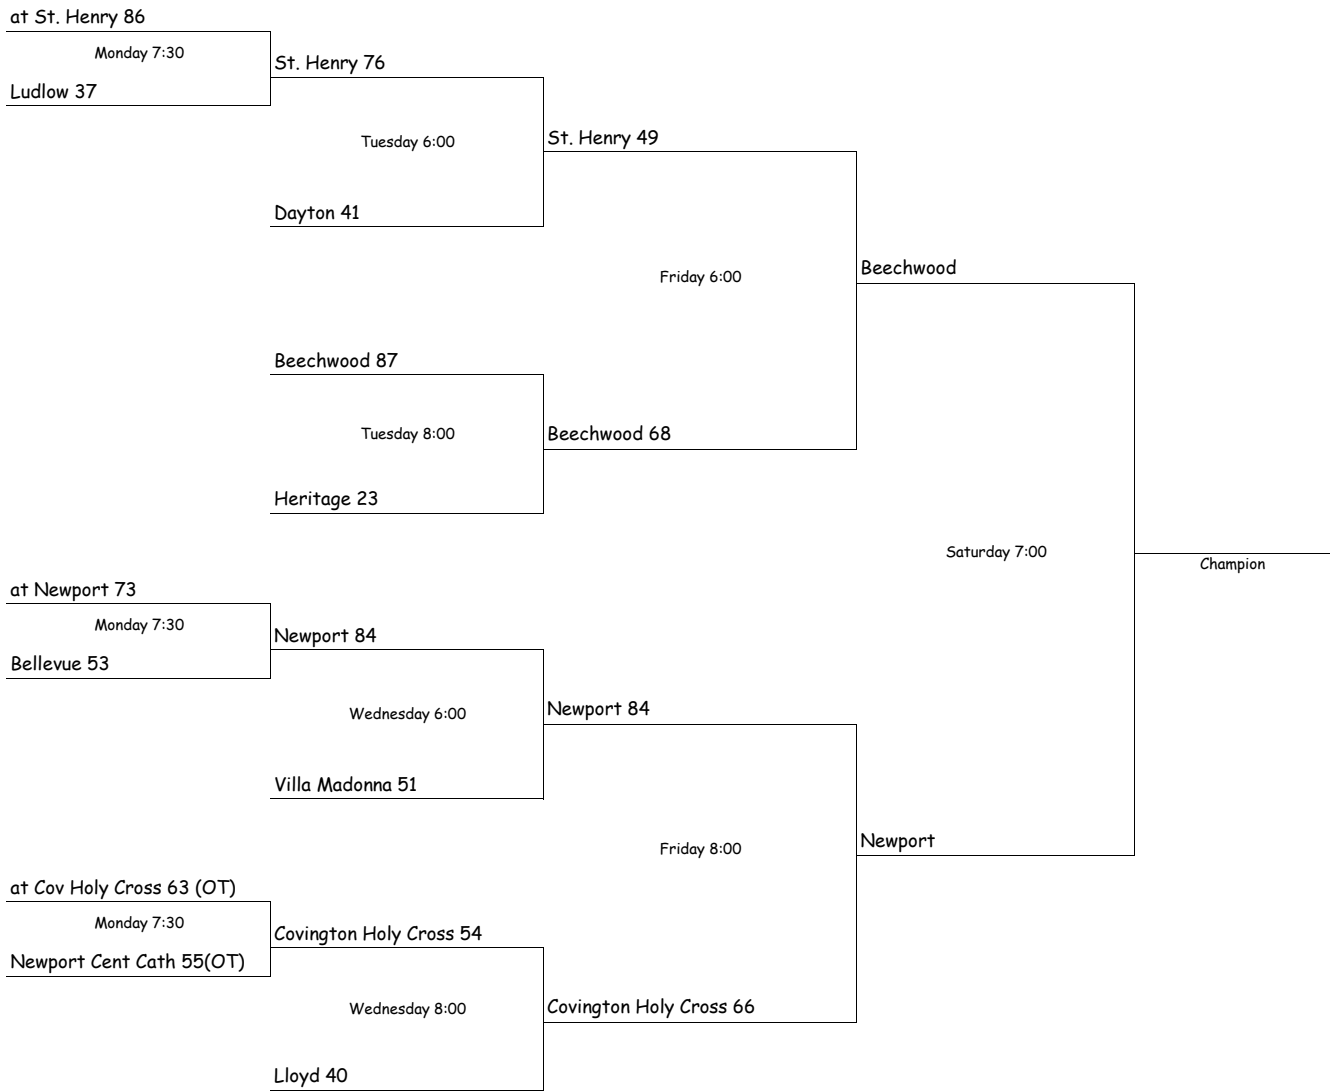 at St. Henry 86
Monday 7:30
St. Henry 76
Ludlow 37
Tuesday 6:00
St. Henry 49
Dayton 41
Friday 6:00
Beechwood
Beechwood 87
Tuesday 8:00
Beechwood 68
Heritage 23
Saturday 7:00
Champion
at Newport 73
Monday 7:30
Newport 84
Bellevue 53
Wednesday 6:00
Newport 84
Villa Madonna 51
Friday 8:00
Newport
at Cov Holy Cross 63 (OT)
Monday 7:30
Covington Holy Cross 54
Newport Cent Cath 55(OT)
Wednesday 8:00
Covington Holy Cross 66
Lloyd 40